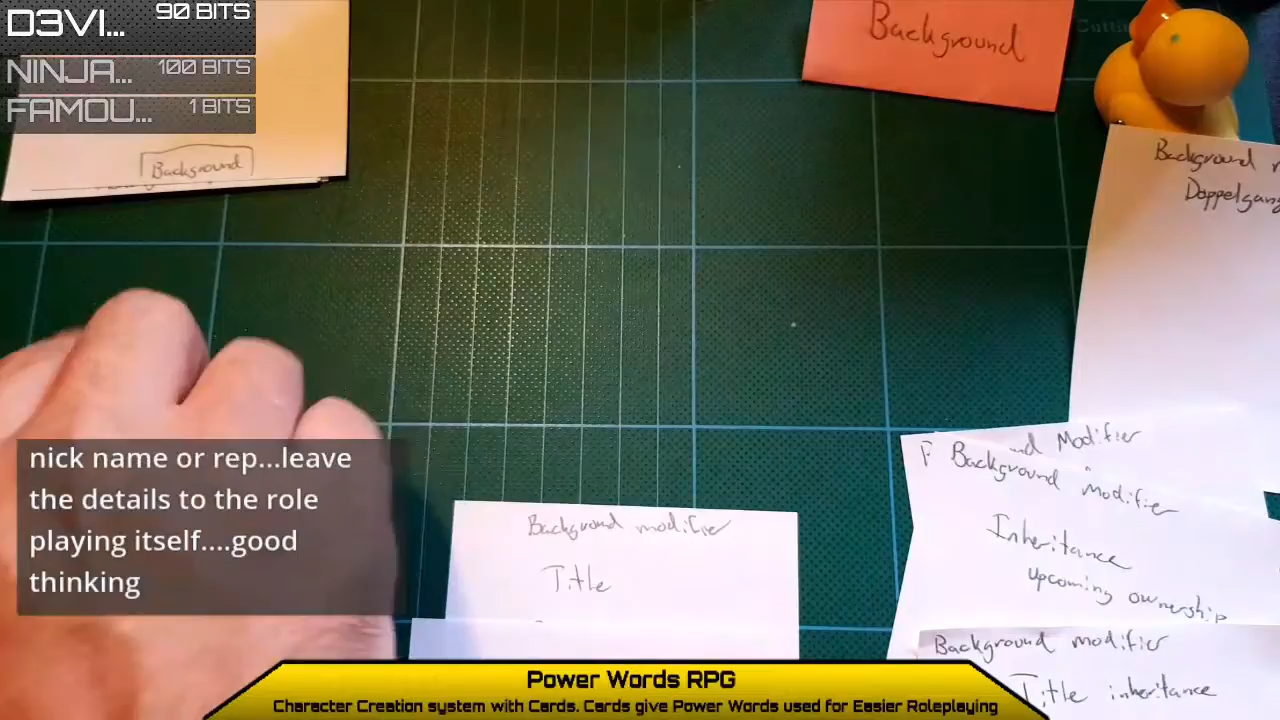 D3VI... 90 BITS
NINJA... 100 BITS
FAMOU... 1 BITS
Background
Background
Background
Doppelgang
nick name or rep...leave
the details to the role
playing itself....good
thinking
Background modifier
Title
Modifier
Background modifier
Inheritance
upcoming ownership
Background modifier
Title inheritance
Power Words RPG
Character Creation system with Cards. Cards give Power Words used for Easier Roleplaying